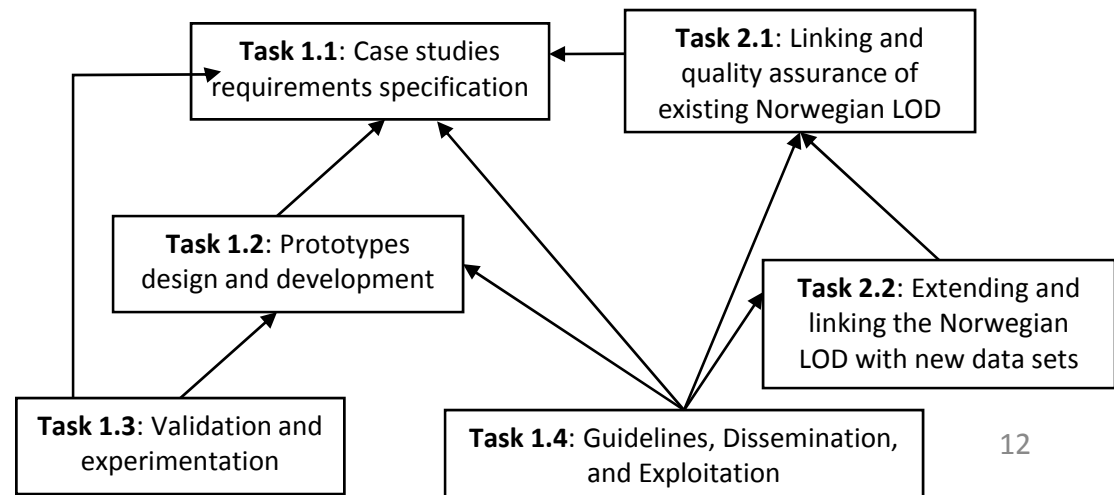 Task 1.1: Case studies
requirements specification
Task 2.1: Linking and
quality assurance of
existing Norwegian LOD
Task 1.2: Prototypes
design and development
Task 2.2: Extending and
linking the Norwegian
LOD with new data sets
Task 1.3: Validation and
experimentation
Task 1.4: Guidelines, Dissemination,
and Exploitation
12